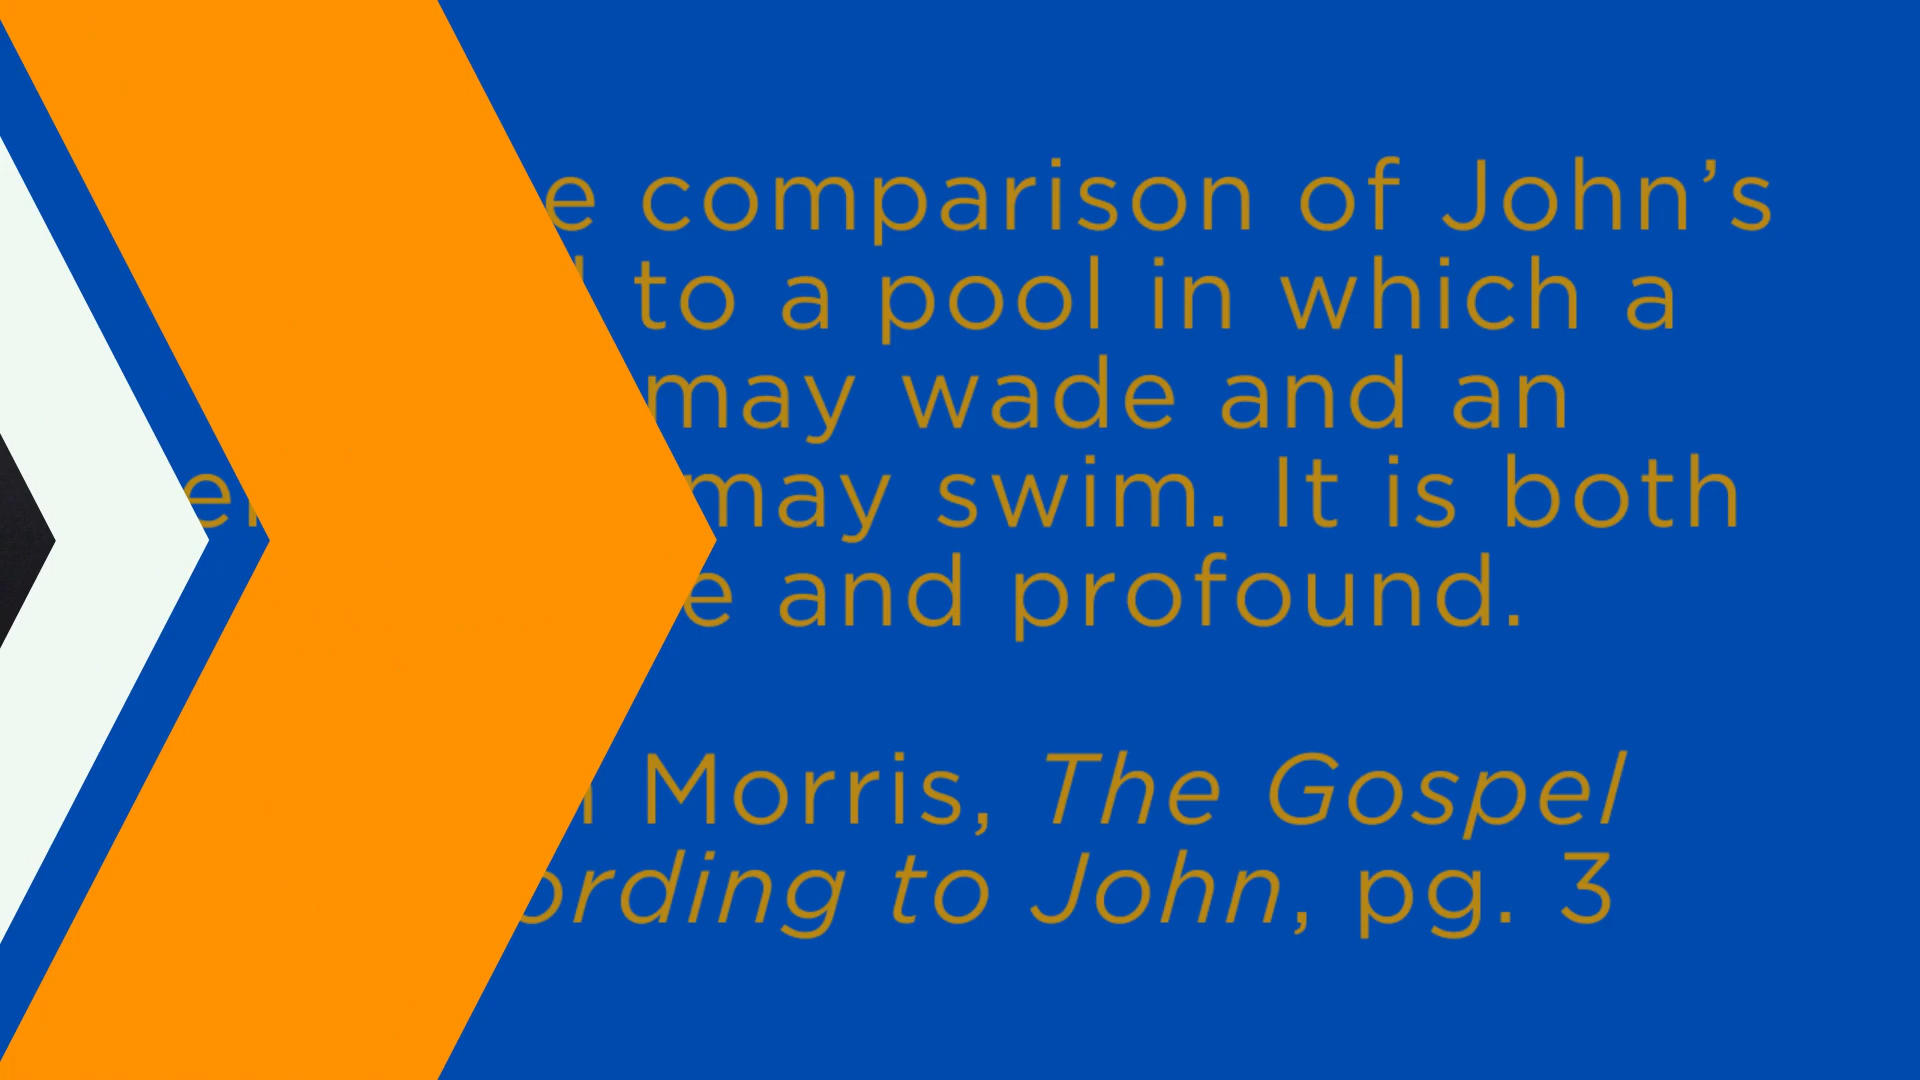 comparison of John’s
to a pool in which a
may wade and an
may swim. It is both
and profound.
Morris, The Gospel
to John, pg. 3